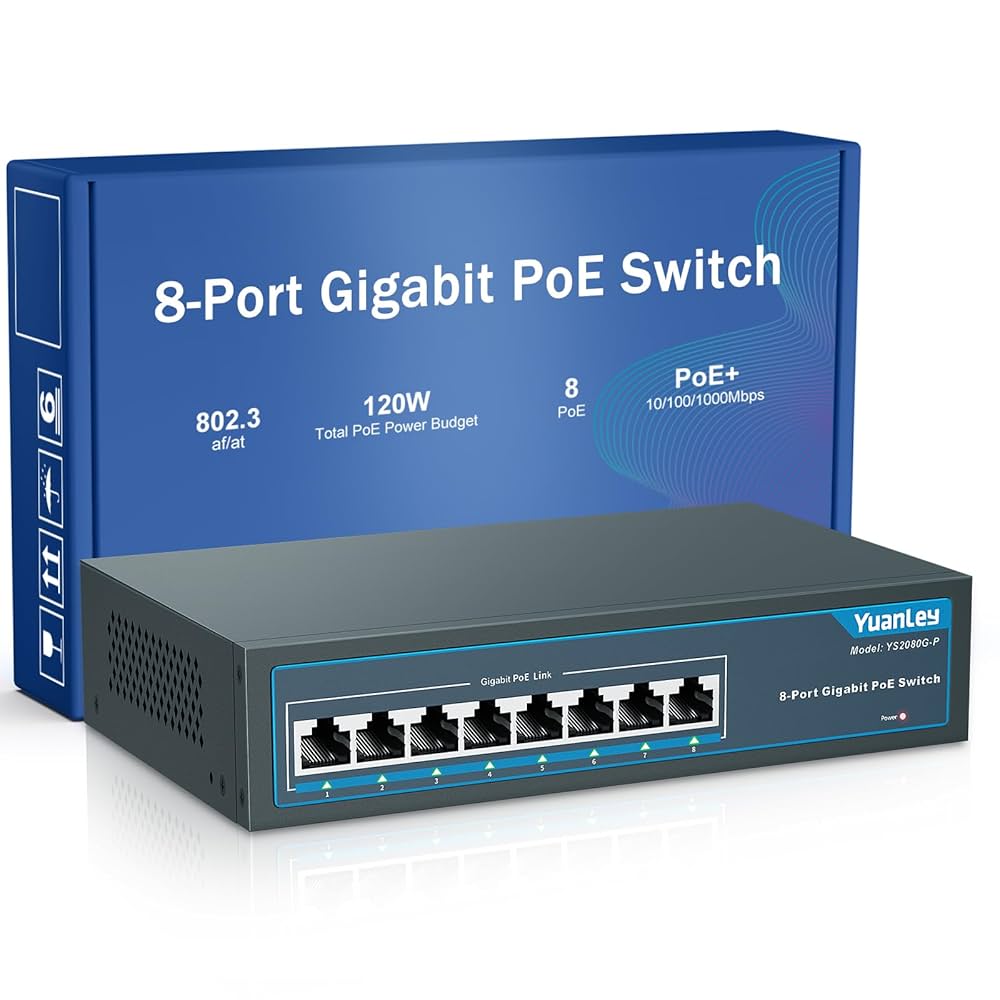 8-Port Gigabit PoE Switch
802.3
af/at
120W
Total PoE Power Budget
8
PoE
PoE+
10/100/1000Mbps
6
YuanLey
Model: YS2080G-P
8-Port Gigabit PoE Switch
Power
Gigabit PoE Link
1 2 3 4 5 6 7 8